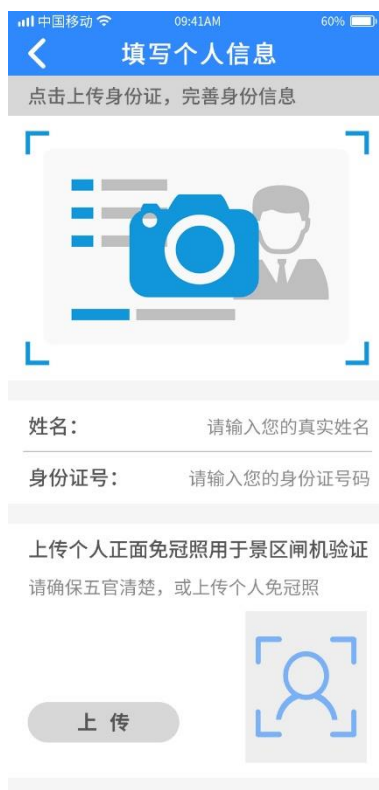 中国移动 09:41AM 60%
填写个人信息
点击上传身份证，完善身份信息
姓名： 请输入您的真实姓名
身份证号： 请输入您的身份证号码
上传个人正面免冠照用于景区闸机验证
请确保五官清楚，或上传个人免冠照
上 传